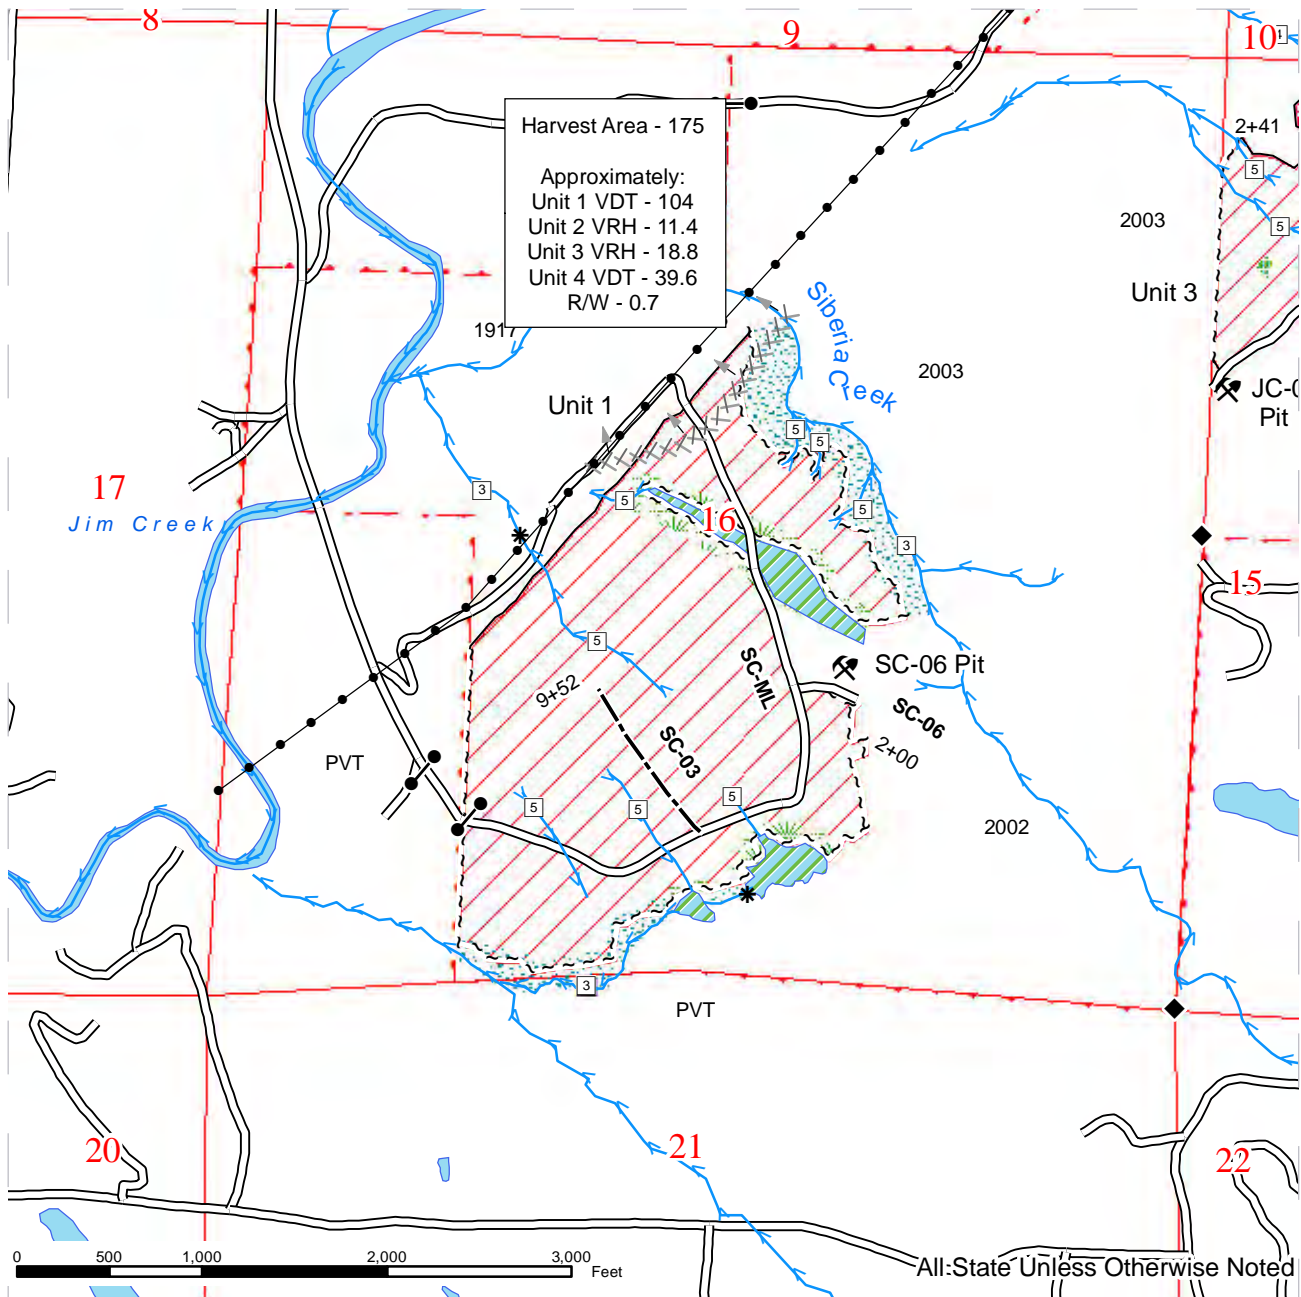 8
9
10
Harvest Area - 175
Approximately:
Unit 1 VDT - 104
Unit 2 VRH - 11.4
Unit 3 VRH - 18.8
Unit 4 VDT - 39.6
R/W - 0.7
2+41
5
5
2003
Unit 3
Siberia Creek
1917
2003
Unit 1
JC-0
Pit
5
5
17
3
5
16
5
Jim Creek
3
15
5
SC-06 Pit
SC-ML
9+52
SC-06
SC-03
2+00
PVT
5
5
5
2002
3
PVT
20
21
22
0
500
1,000
2,000
3,000
Feet
All State Unless Otherwise Noted